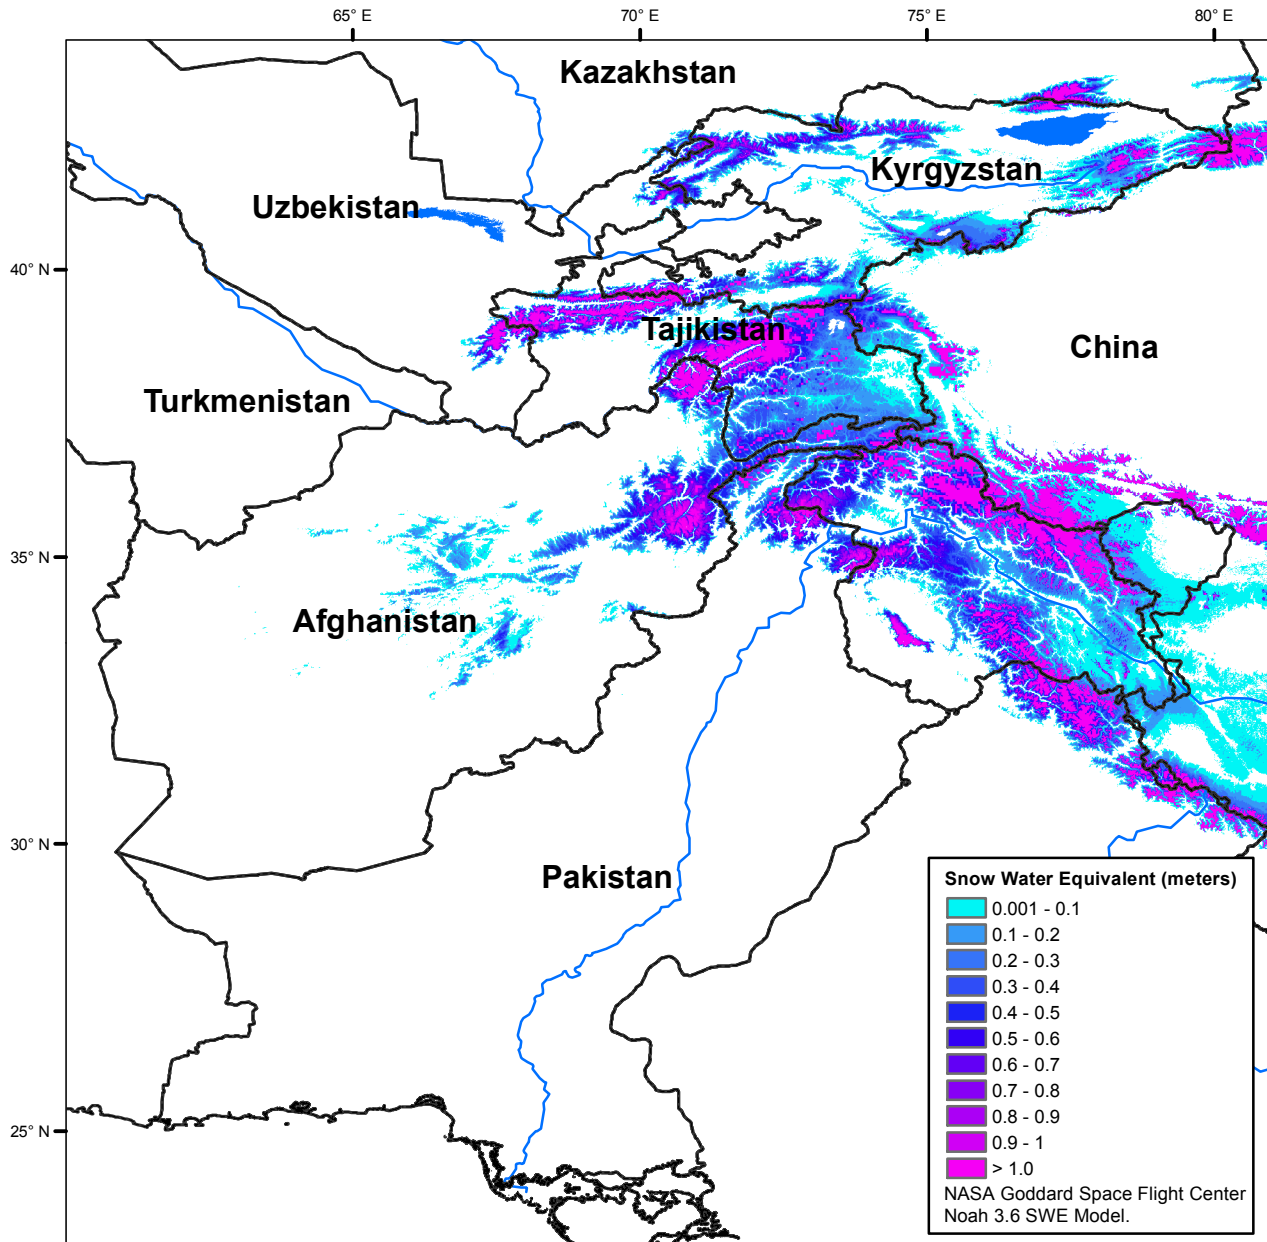 65° E
70° E
75° E
80° E
Kazakhstan
Kyrgyzstan
Uzbekistan
40° N
Tajikistan
China
Turkmenistan
35° N
Afghanistan
30° N
Pakistan
25° N
Snow Water Equivalent (meters)
0.001 - 0.1
0.1 - 0.2
0.2 - 0.3
0.3 - 0.4
0.4 - 0.5
0.5 - 0.6
0.6 - 0.7
0.7 - 0.8
0.8 - 0.9
0.9 - 1
> 1.0
NASA Goddard Space Flight Center
Noah 3.6 SWE Model.